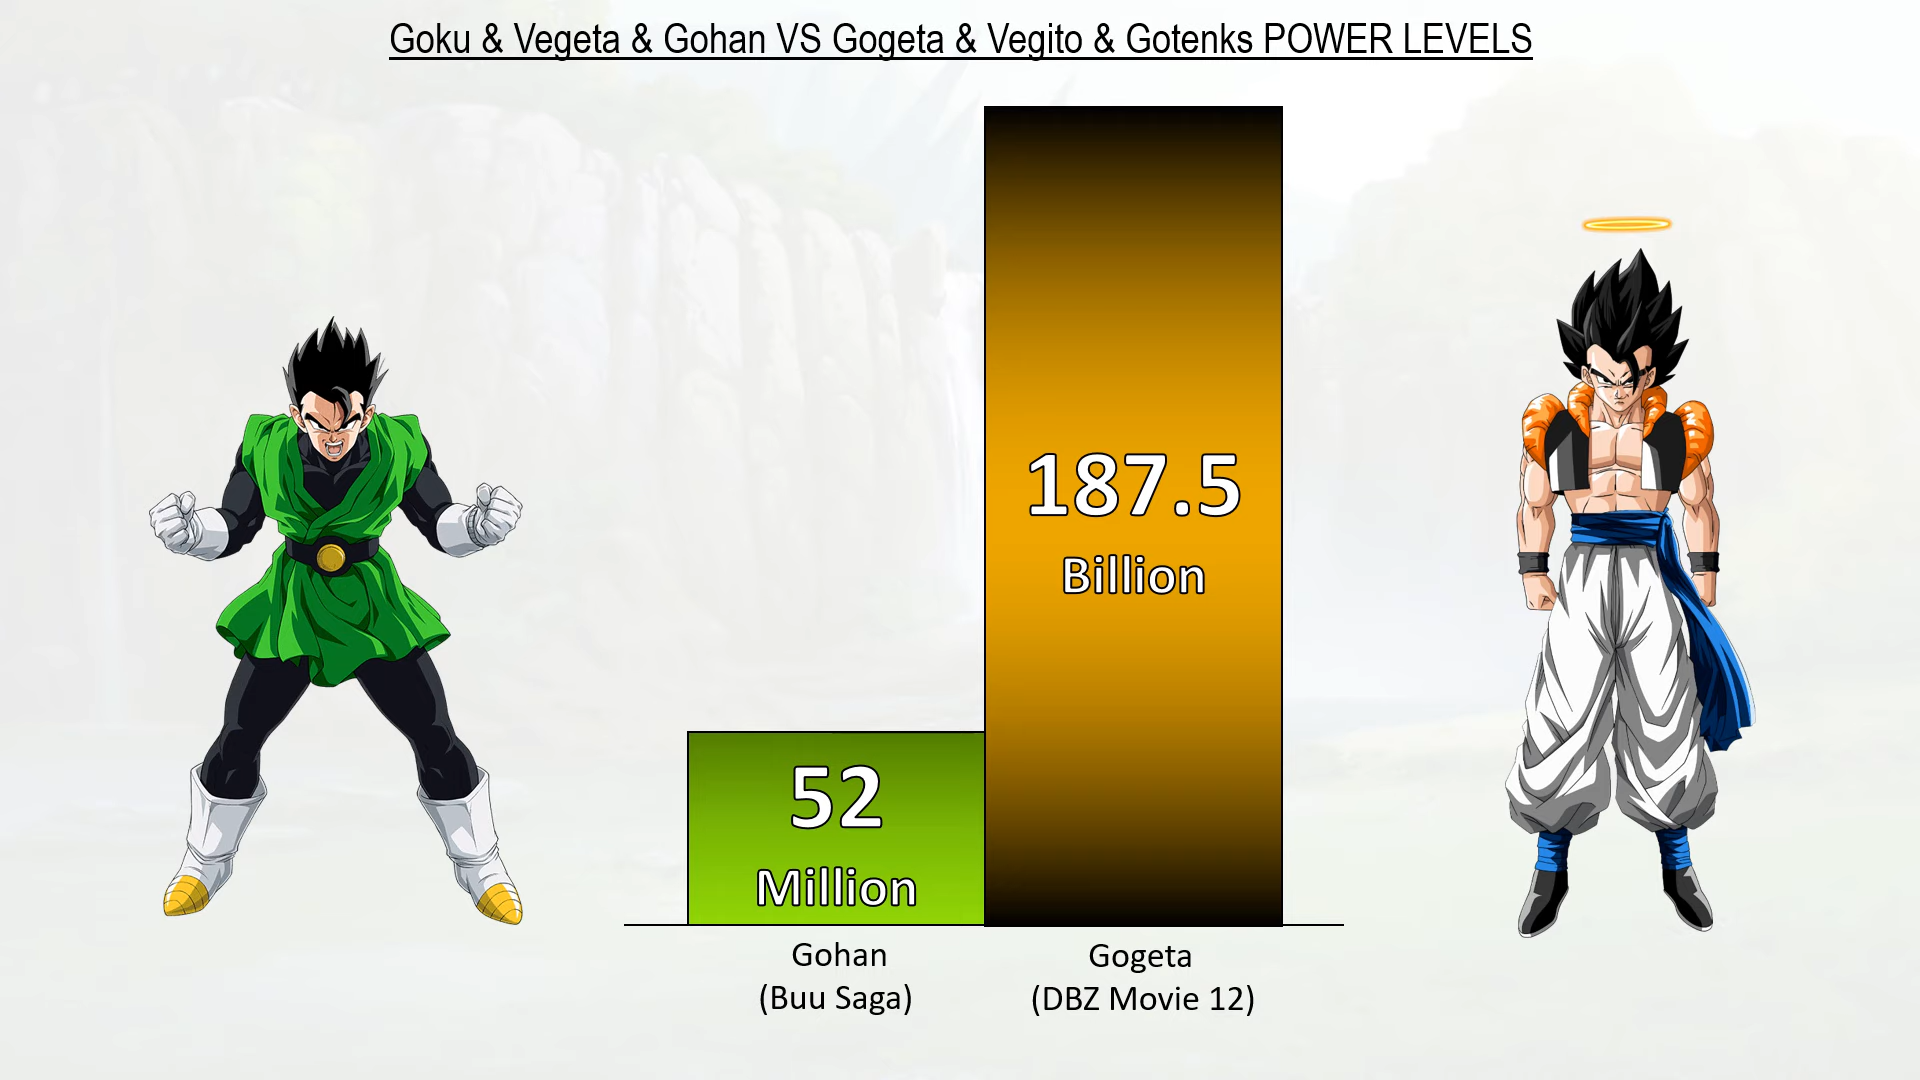 Goku & Vegeta & Gohan VS Gogeta & Vegito & Gotenks POWER LEVELS
187.5
Billion
52
Million
Gohan
(Buu Saga)
Gogeta
(DBZ Movie 12)